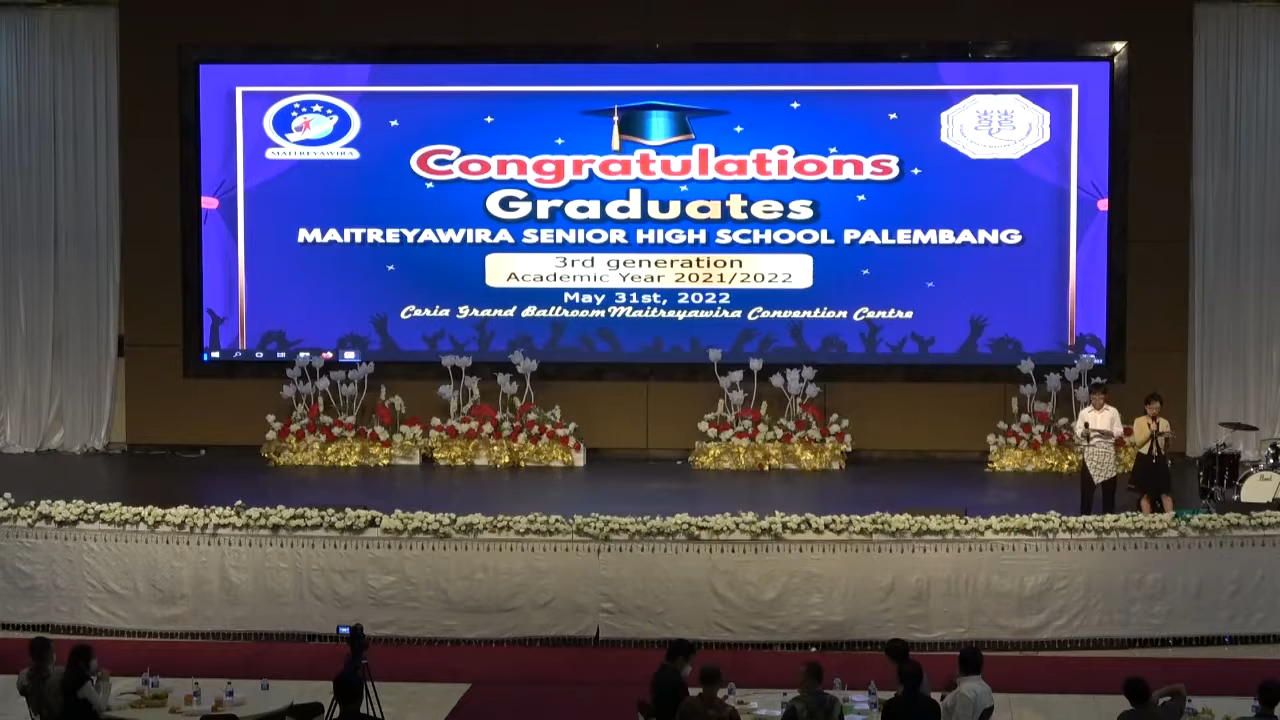 MAITREYAWIRA
Congratulations
Graduates
MAITREYAWIRA SENIOR HIGH SCHOOL PALEMBANG
3rd generation
Academic Year 2021/2022
May 31st, 2022
Ceria Grand Ballroom Maitreyawira Convention Centre
Pearl